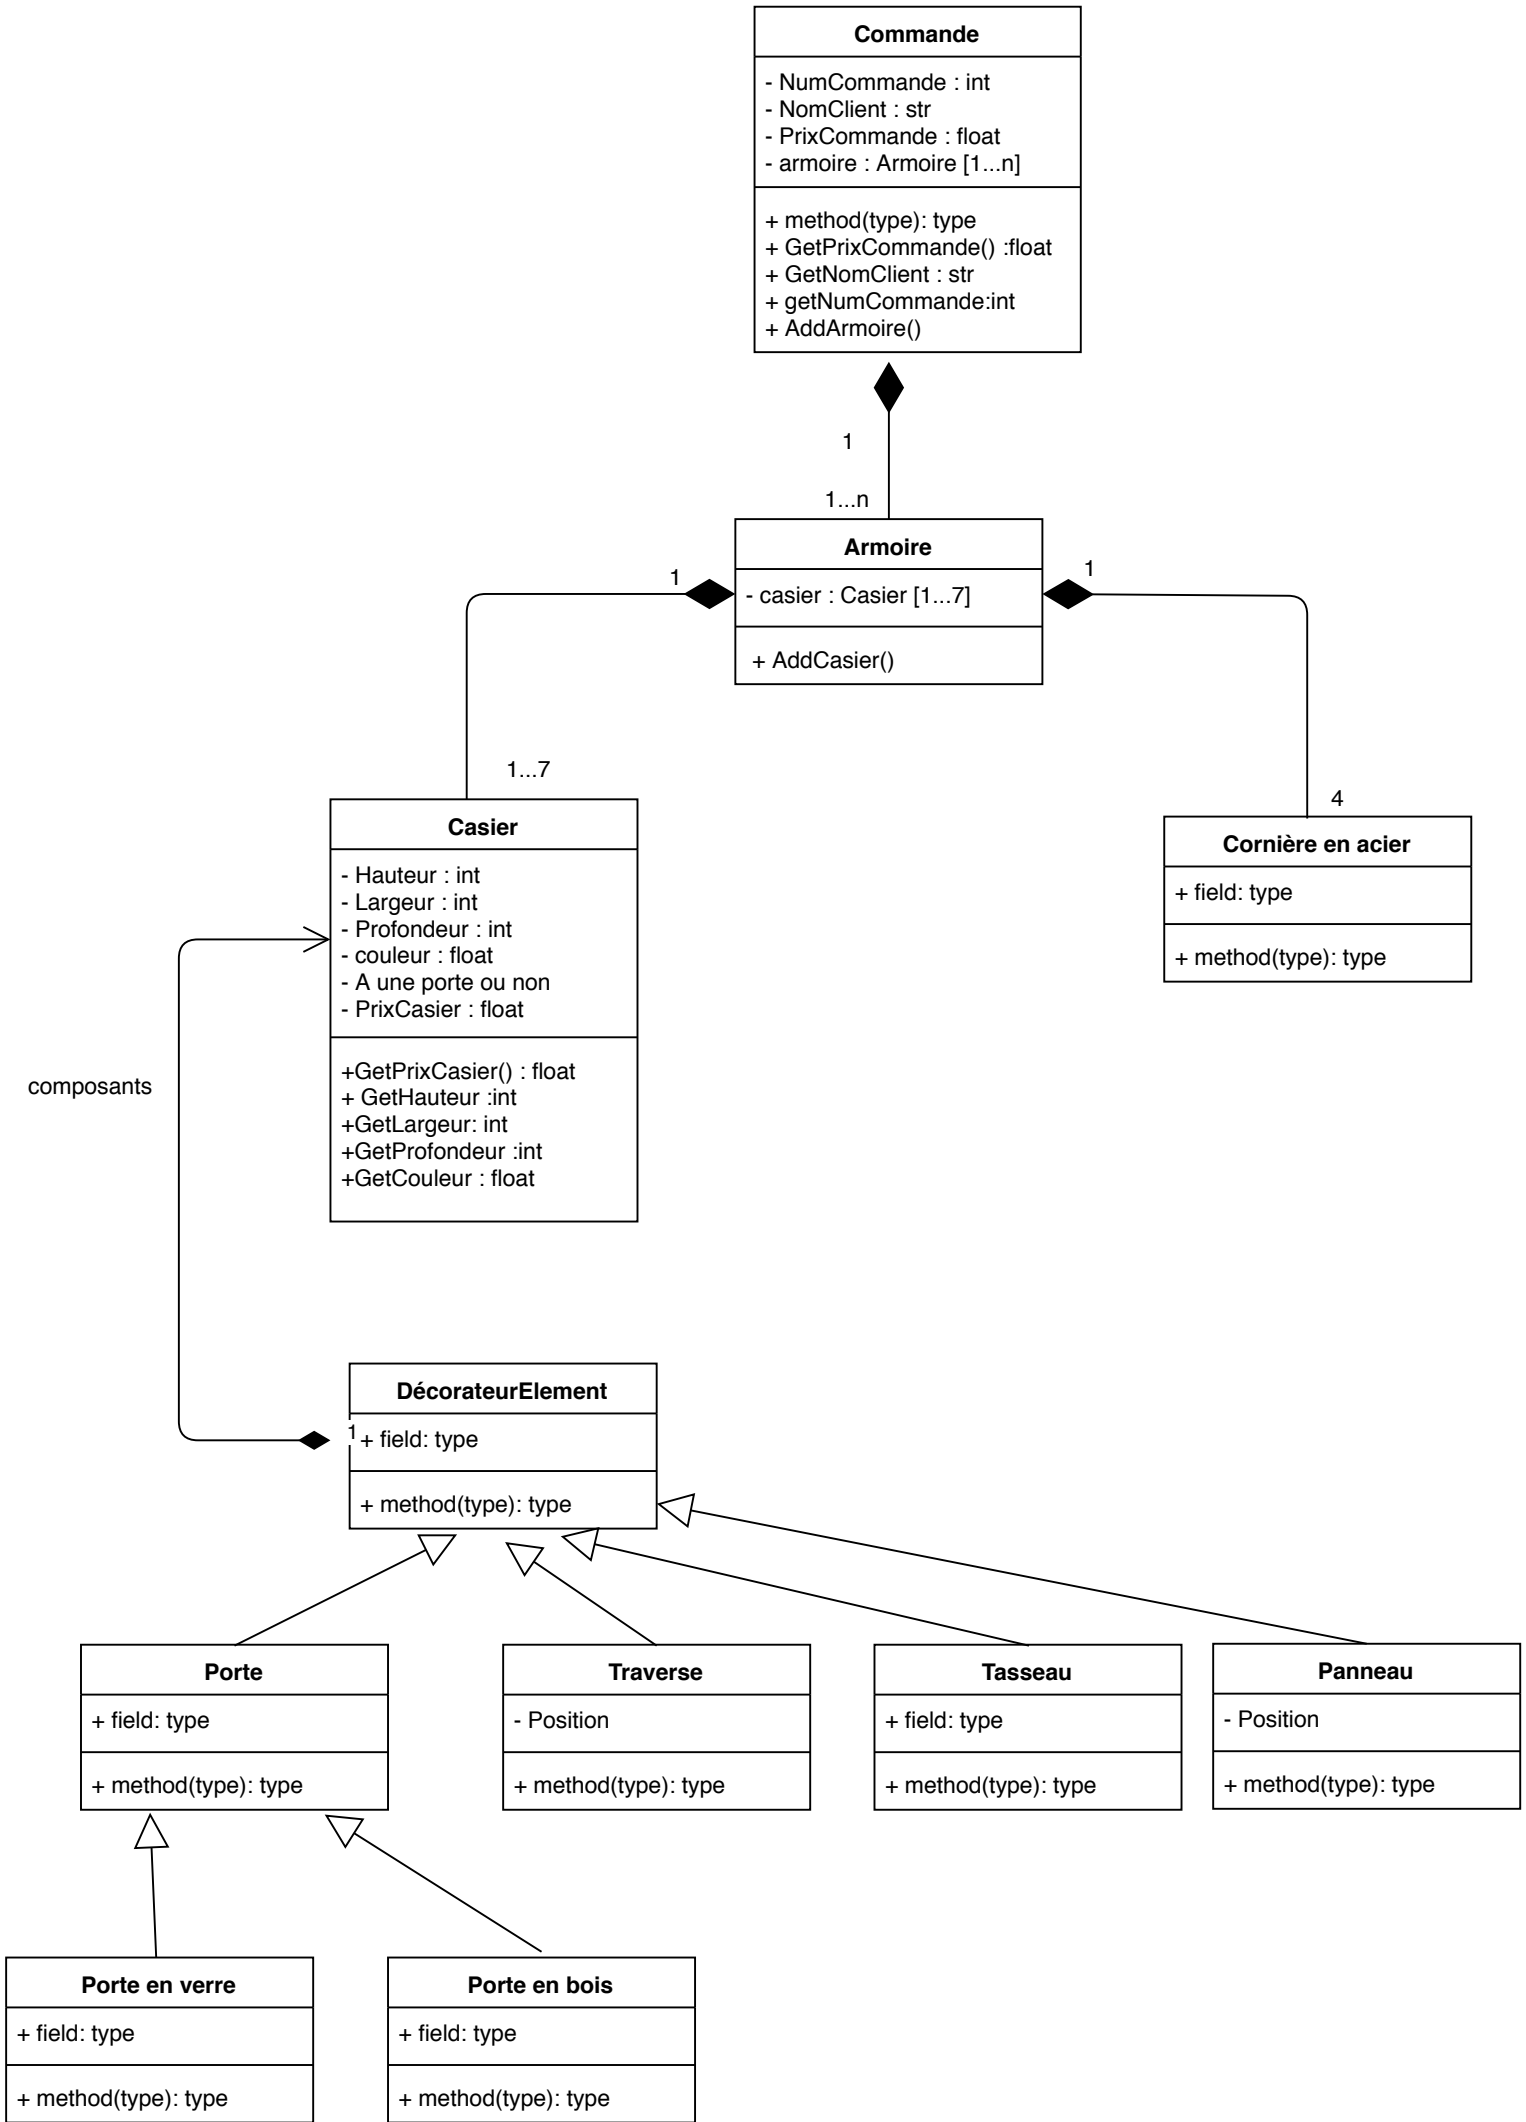 Commande
- NumCommande : int
- NomClient : str
- PrixCommande : float
- armoire : Armoire [1...n]
+ method(type): type
+ GetPrixCommande() :float
+ GetNomClient : str
+ getNumCommande:int
+ AddArmoire()
1
1...n
Armoire
- casier : Casier [1...7]
+ AddCasier()
1
1
1...7
4
Casier
- Hauteur : int
- Largeur : int
- Profondeur : int
- couleur : float
- A une porte ou non
- PrixCasier : float
+GetPrixCasier() : float
+ GetHauteur :int
+GetLargeur: int
+GetProfondeur :int
+GetCouleur : float
Cornière en acier
+ field: type
+ method(type): type
composants
DécorateurElement
1
+ field: type
+ method(type): type
Porte
+ field: type
+ method(type): type
Traverse
- Position
+ method(type): type
Tasseau
+ field: type
+ method(type): type
Panneau
- Position
+ method(type): type
Porte en verre
+ field: type
+ method(type): type
Porte en bois
+ field: type
+ method(type): type